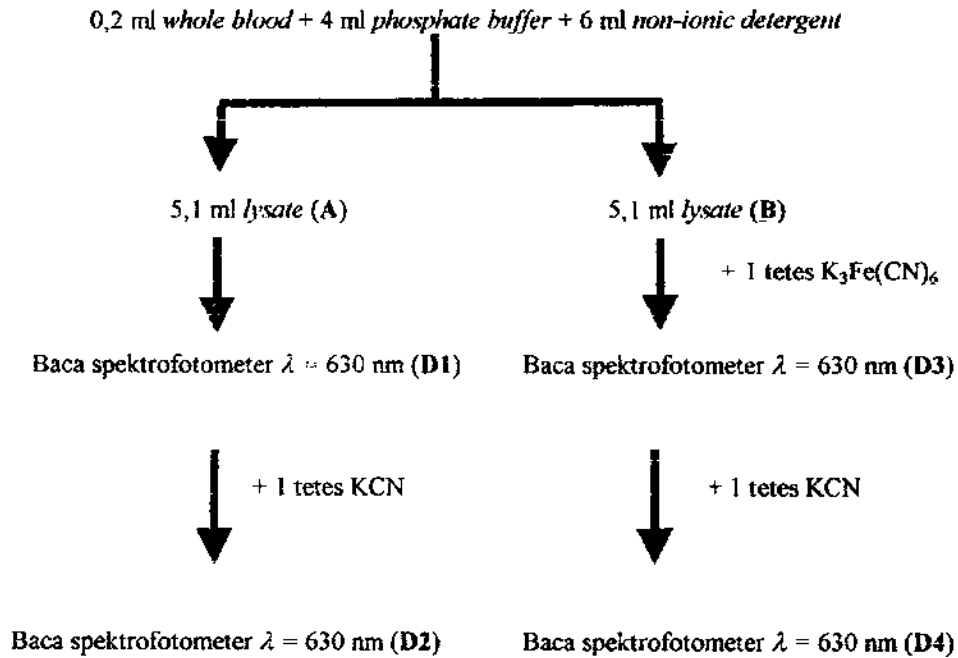 0,2 ml whole blood + 4 ml phosphate buffer + 6 ml non-ionic detergent
5,1 ml lysate (A)
5,1 ml lysate (B)
+ 1 tetes K₃Fe(CN)₆
Baca spektrofotometer λ = 630 nm (D1)
Baca spektrofotometer λ = 630 nm (D3)
+ 1 tetes KCN
+ 1 tetes KCN
Baca spektrofotometer λ = 630 nm (D2)
Baca spektrofotometer λ = 630 nm (D4)